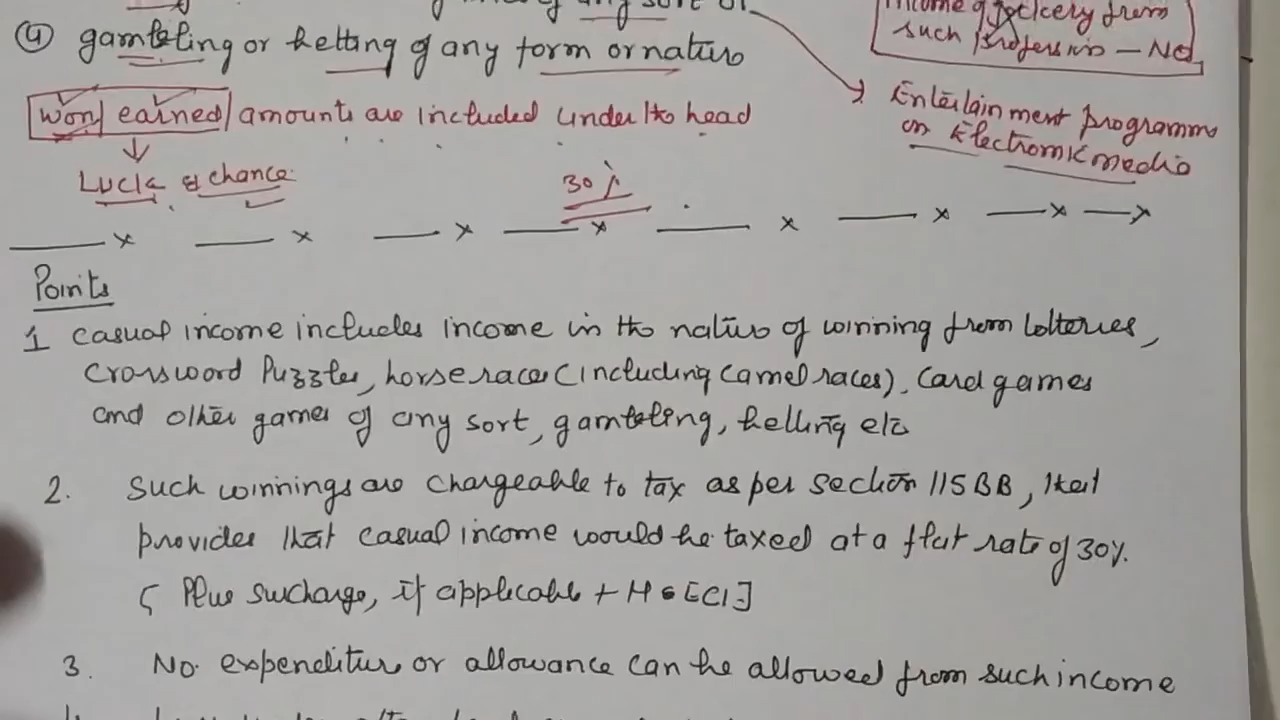 any sort or
④ gambling or betting of any form or nature
won/ earned/ amounts are included under the head
Luck & chance
30%
Income of jockey from
such profession – No
Entertainment programme
on Electronic media
Points
1 casual income includes income in the nature of winning from lotteries,
crossword Puzzles, horse races (including camel races), card games
and other games of any sort, gambling, betting etc
2. Such winnings are chargeable to tax as per section 115BB, that
provides that casual income would be taxed at a flat rate of 30%.
[ Plus surcharge, if applicable + H & EC]
3. No expenditure or allowance can be allowed from such income